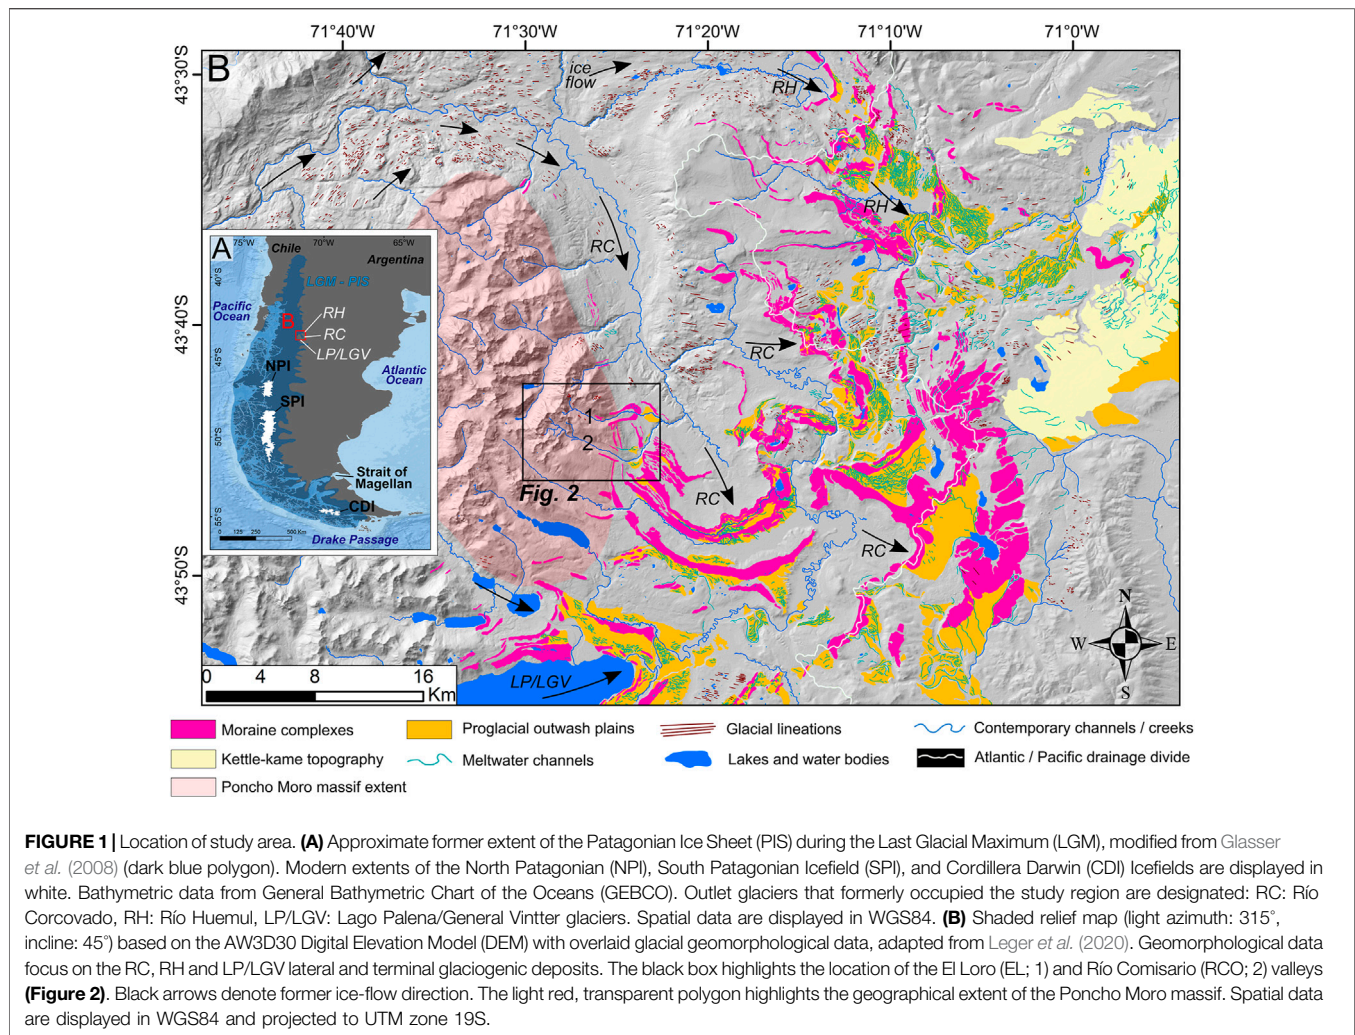 71°40'W 71°30'W 71°20'W 71°10'W 71°0'W
B
43°30'S
ice
flow
RH
RH
RC
A
75°W 70°W 65°W
Chile
Argentina
LGM - PIS
40°S
Pacific
Ocean
B
RH
RC
LP/LGV
43°40'S
45°S
NPI
Atlantic
Ocean
SPI
RC
1
2
50°S
Strait of
Magellan
Fig. 2
RC
CDI
55°S
0 125 250 500 Km
Drake Passage
RC
43°50'S
N
W E
S
LP/LGV
0 4 8 16
Km
Moraine complexes Proglacial outwash plains Glacial lineations Contemporary channels / creeks
Kettle-kame topography Meltwater channels Lakes and water bodies Atlantic / Pacific drainage divide
Poncho Moro massif extent
FIGURE 1 | Location of study area. (A) Approximate former extent of the Patagonian Ice Sheet (PIS) during the Last Glacial Maximum (LGM), modified from Glasser
et al. (2008) (dark blue polygon). Modern extents of the North Patagonian (NPI), South Patagonian Icefield (SPI), and Cordillera Darwin (CDI) Icefields are displayed in
white. Bathymetric data from General Bathymetric Chart of the Oceans (GEBCO). Outlet glaciers that formerly occupied the study region are designated: RC: Río
Corcovado, RH: Río Huemul, LP/LGV: Lago Palena/General Vintter glaciers. Spatial data are displayed in WGS84. (B) Shaded relief map (light azimuth: 315°,
incline: 45°) based on the AW3D30 Digital Elevation Model (DEM) with overlaid glacial geomorphological data, adapted from Leger et al. (2020). Geomorphological data
focus on the RC, RH and LP/LGV lateral and terminal glaciogenic deposits. The black box highlights the location of the El Loro (EL; 1) and Río Comisario (RCO; 2) valleys
(Figure 2). Black arrows denote former ice-flow direction. The light red, transparent polygon highlights the geographical extent of the Poncho Moro massif. Spatial data
are displayed in WGS84 and projected to UTM zone 19S.